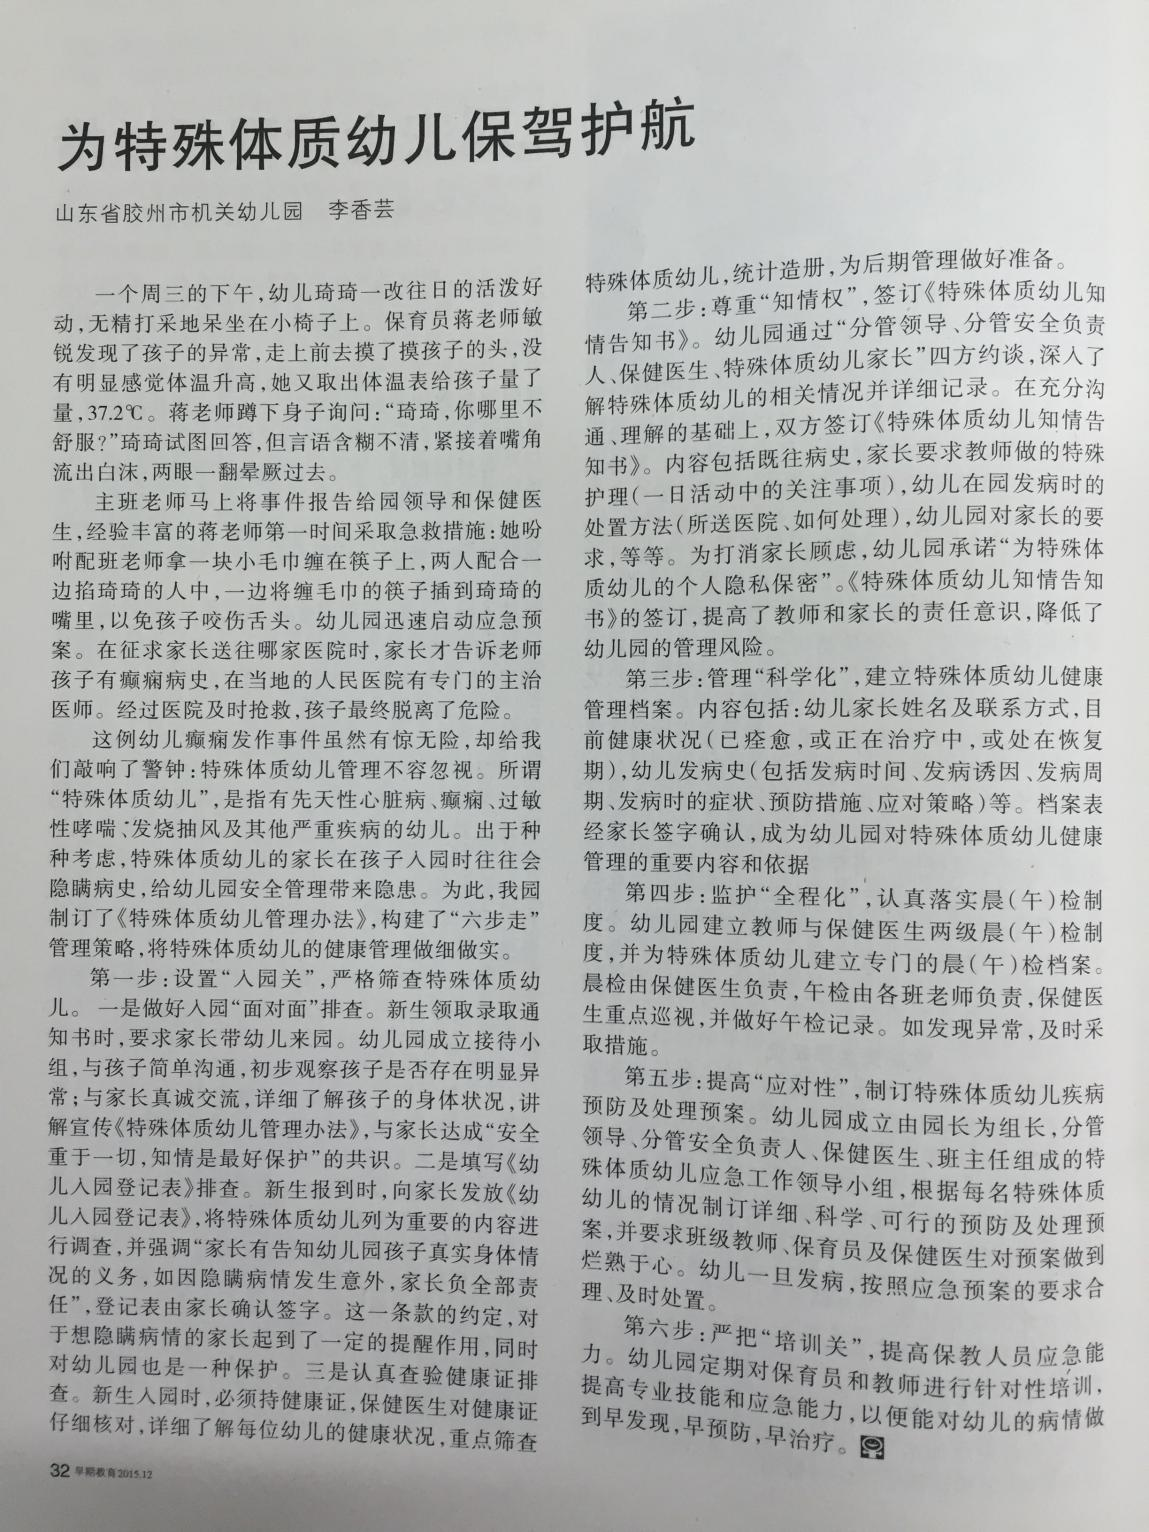 为特殊体质幼儿保驾护航
山东省胶州市机关幼儿园 李香芸
一个周三的下午,幼儿琦琦一改往日的活泼好
动,无精打采地呆坐在小椅子上。保育员蒋老师敏
锐发现了孩子的异常,走上前去摸了摸孩子的头,没
有明显感觉体温升高,她又取出体温表给孩子量了
量,37.2℃。蒋老师蹲下身子询问:“琦琦,你哪里不
舒服?”琦琦试图回答,但言语含糊不清,紧接着嘴角
流出白沫,两眼一翻晕厥过去。
主班老师马上将事件报告给园领导和保健医
生,经验丰富的蒋老师第一时间采取急救措施:她吩
咐配班老师拿一块小毛巾缠在筷子上,两人配合一
边掐琦琦的人中,一边将缠毛巾的筷子插到琦琦的
嘴里,以免孩子咬伤舌头。幼儿园迅速启动应急预
案。在征求家长送往哪家医院时,家长才告诉老师
孩子有癫痫病史,在当地的人民医院有专门的主治
医师。经过医院及时抢救,孩子最终脱离了危险。
这例幼儿癫痫发作事件虽然有惊无险,却给我
们敲响了警钟:特殊体质幼儿管理不容忽视。所谓
“特殊体质幼儿”,是指有先天性心脏病、癫痫、过敏
性哮喘、发烧抽风及其他严重疾病的幼儿。出于种
种考虑,特殊体质幼儿的家长在孩子入园时往往会
隐瞒病史,给幼儿园安全管理带来隐患。为此,我园
制订了《特殊体质幼儿管理办法》,构建了“六步走”
管理策略,将特殊体质幼儿的健康管理做细做实。
第一步:设置“入园关”,严格筛查特殊体质幼
儿。一是做好入园“面对面”排查。新生领取录取通
知书时,要求家长带幼儿来园。幼儿园成立接待小
组,与孩子简单沟通,初步观察孩子是否存在明显异
常;与家长真诚交流,详细了解孩子的身体状况,讲
解宣传《特殊体质幼儿管理办法》,与家长达成“安全
重于一切,知情是最好保护”的共识。二是填写《幼
儿入园登记表》排查。新生报到时,向家长发放《幼
儿入园登记表》,将特殊体质幼儿列为重要的内容进
行调查,并强调“家长有告知幼儿园孩子真实身体情
况的义务,如因隐瞒病情发生意外,家长负全部责
任”,登记表由家长确认签字。这一条款的约定,对
于想隐瞒病情的家长起到了一定的提醒作用,同时
对幼儿园也是一种保护。三是认真查验健康证排
查。新生入园时,必须持健康证,保健医生对健康证
仔细核对,详细了解每位幼儿的健康状况,重点筛查
特殊体质幼儿,统计造册,为后期管理做好准备。
第二步:尊重“知情权”,签订《特殊体质幼儿知
情告知书》。幼儿园通过“分管领导、分管安全负责
人、保健医生、特殊体质幼儿家长”四方约谈,深入了
解特殊体质幼儿的相关情况并详细记录。在充分沟
通、理解的基础上,双方签订《特殊体质幼儿知情告
知书》。内容包括既往病史,家长要求教师做的特殊
护理(一日活动中的关注事项),幼儿在园发病时的
处置方法(所送医院、如何处理),幼儿园对家长的要
求,等等。为打消家长顾虑,幼儿园承诺“为特殊体
质幼儿的个人隐私保密”。《特殊体质幼儿知情告知
书》的签订,提高了教师和家长的责任意识,降低了
幼儿园的管理风险。
第三步:管理“科学化”,建立特殊体质幼儿健康
管理档案。内容包括:幼儿家长姓名及联系方式,目
前健康状况(已痊愈,或正在治疗中,或处在恢复
期),幼儿发病史(包括发病时间、发病诱因、发病周
期、发病时的症状、预防措施、应对策略)等。档案表
经家长签字确认,成为幼儿园对特殊体质幼儿健康
管理的重要内容和依据
第四步:监护“全程化”,认真落实晨(午)检制
度。幼儿园建立教师与保健医生两级晨(午)检制
度,并为特殊体质幼儿建立专门的晨(午)检档案。
晨检由保健医生负责,午检由各班老师负责,保健医
生重点巡视,并做好午检记录。如发现异常,及时采
取措施。
第五步:提高“应对性”,制订特殊体质幼儿疾病
预防及处理预案。幼儿园成立由园长为组长,分管
领导、分管安全负责人、保健医生、班主任组成的特
殊体质幼儿应急工作领导小组,根据每名特殊体质
幼儿的情况制订详细、科学、可行的预防及处理预
案,并要求班级教师、保育员及保健医生对预案做到
烂熟于心。幼儿一旦发病,按照应急预案的要求合
理、及时处置。
第六步:严把“培训关”,提高保教人员应急能
力。幼儿园定期对保育员和教师进行针对性培训,
提高专业技能和应急能力,以便能对幼儿的病情做
到早发现,早预防,早治疗。
32 早期教育2015.12